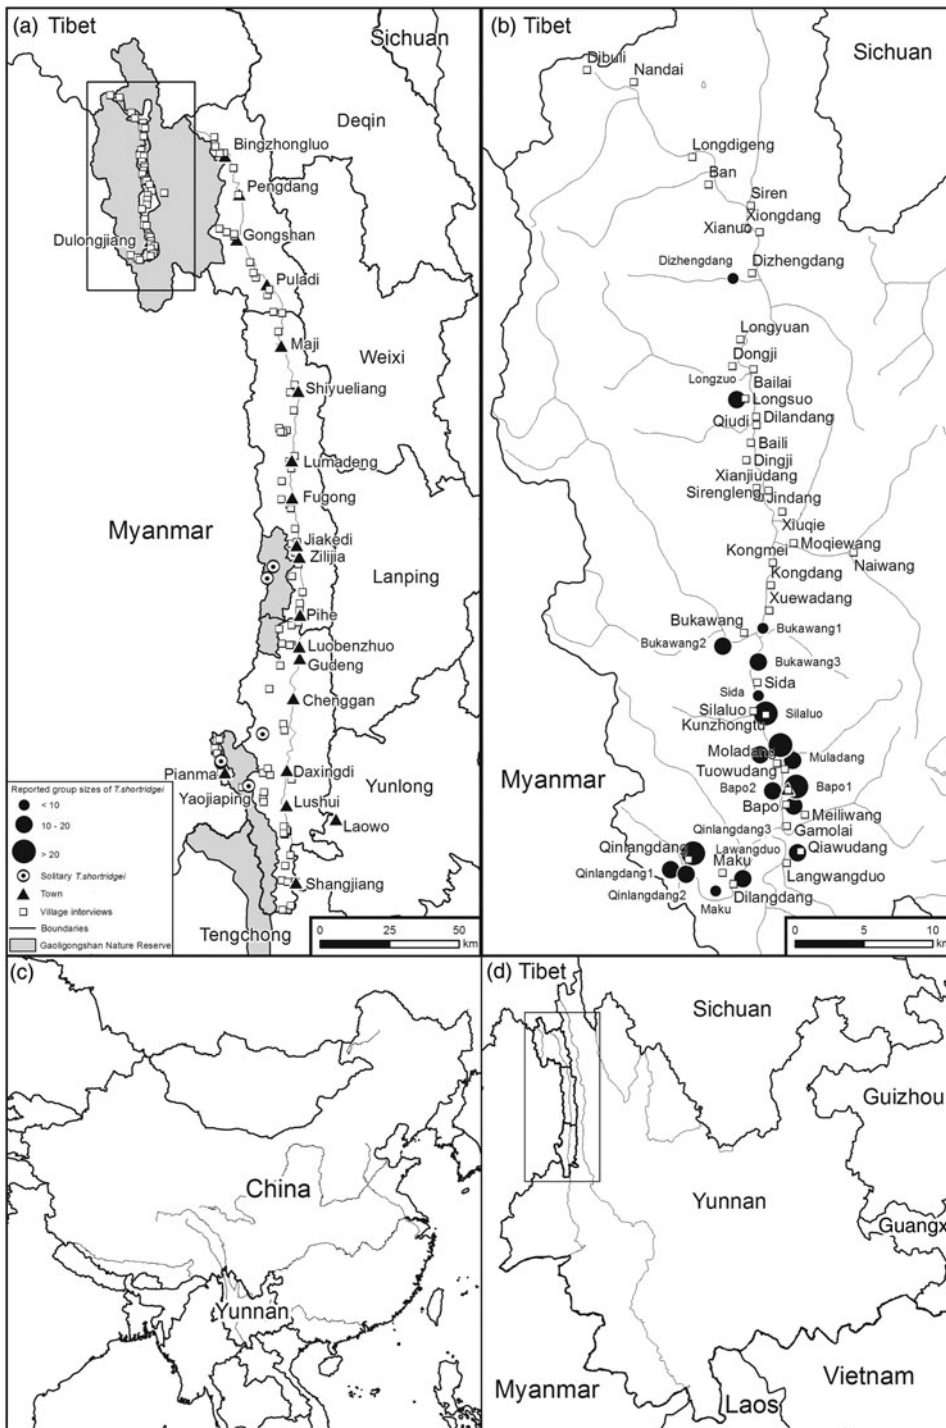 (a) Tibet
Sichuan
Deqin
Bingzhongluo
Pengdang
Dulongjiang
Gongshan
Puladi
Maji
Weixi
Shiyueliang
Lumadeng
Fugong
Myanmar
Jiakedi
Zilijia
Lanping
Pihe
Luobenzhuo
Gudeng
Chenggan
Pianma
Daxingdi
Yunlong
Yaojiaping
Lushui
Laowo
Shangjiang
Tengchong
Reported group sizes of T.shortridgei
< 10
10 - 20
> 20
Solitary T.shortridgei
Town
Village interviews
Boundaries
Gaoligongshan Nature Reserve
0 25 50
km
(b) Tibet
Dibuli
Nandai
Sichuan
Longdigeng
Ban
Siren
Xiongdang
Xianuo
Dizhengdang
Dizhengdang
Longyuan
Dongji
Longzuo
Bailai
Longsuo
Dilandang
Qiudi
Baili
Dingji
Xianjiudang
Sirengleng
Jindang
Xiuqie
Moqiewang
Kongmei
Naiwang
Kongdang
Xuewadang
Bukawang
Bukawang1
Bukawang2
Bukawang3
Sida
Sida
Silaluo
Silaluo
Kunzhongtu
Moladang
Muladang
Myanmar
Tuowudang
Bapo2
Bapo1
Bapo
Meiliwang
Qinlangdang3
Gamolai
Qinlangdang
Lawangduo
Qiawudang
Maku
Qinlangdang1
Langwangduo
Qinlangdang2
Dilangdang
Maku
0 5 10
km
(c)
China
Yunnan
(d) Tibet
Sichuan
Guizhou
Yunnan
Guangx
Myanmar
Laos
Vietnam